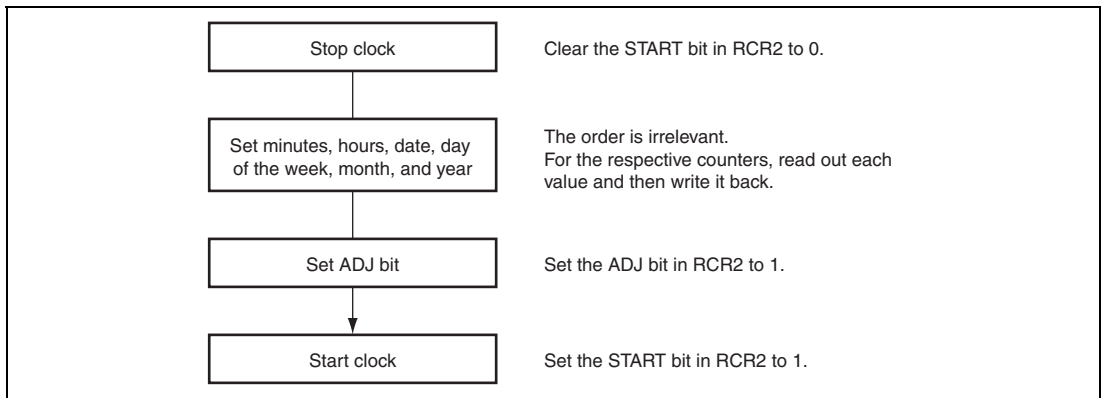 Stop clock
Clear the START bit in RCR2 to 0.
Set minutes, hours, date, day
of the week, month, and year
The order is irrelevant.
For the respective counters, read out each
value and then write it back.
Set ADJ bit
Set the ADJ bit in RCR2 to 1.
Start clock
Set the START bit in RCR2 to 1.